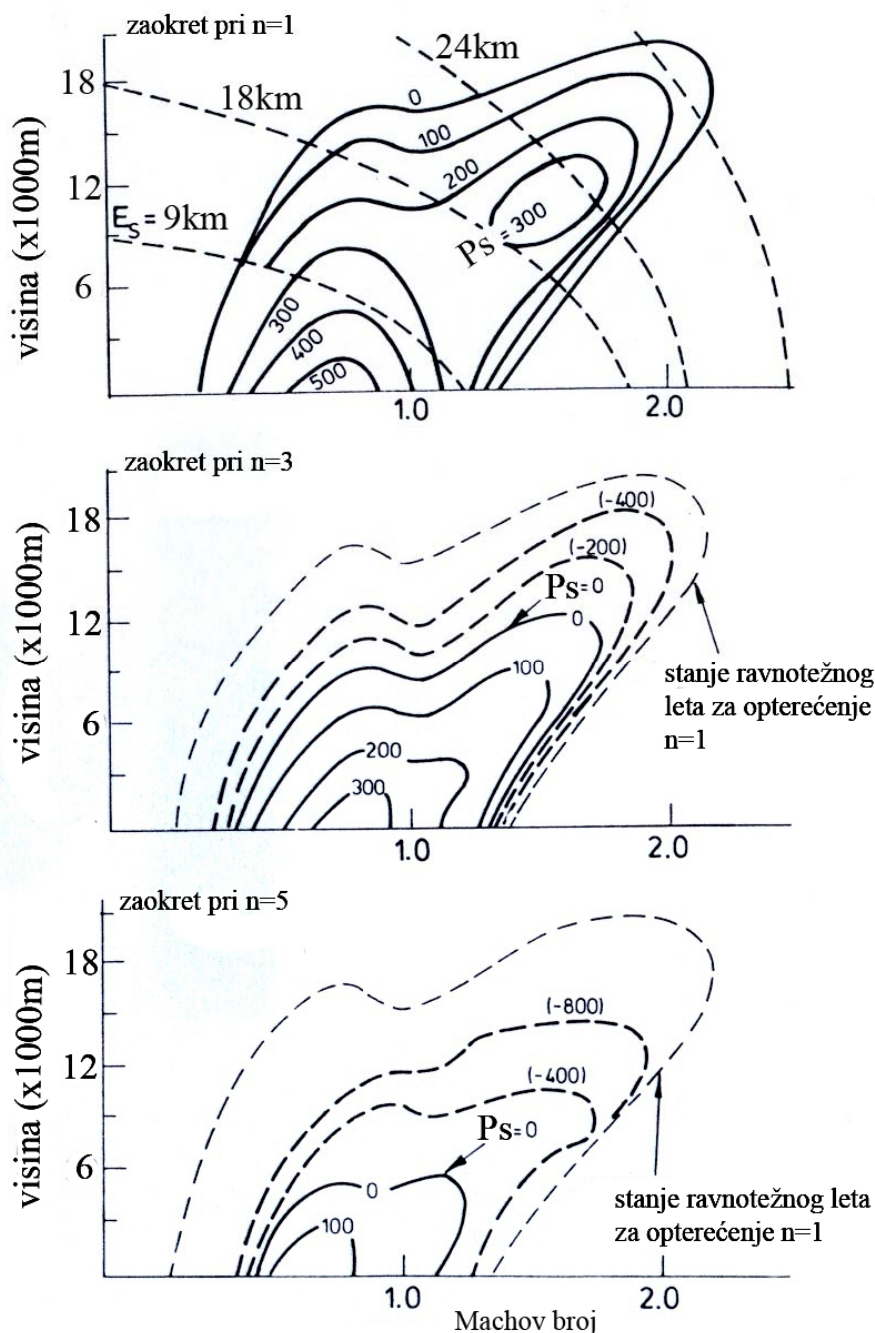 zaokret pri n=1
24km
18
18km
0
100
200
12
Es = 9km
Ps=300
6
300
400
500
1.0
2.0
visina (x1000m)
zaokret pri n=3
18
(-400)
(-200)
Ps=0
12
0
100
6
200
300
stanje ravnotežnog
leta za opterećenje
n=1
1.0
2.0
visina (x1000m)
zaokret pri n=5
18
(-800)
12
(-400)
Ps=0
6
0
100
stanje ravnotežnog leta
za opterećenje n=1
1.0
2.0
visina (x1000m)
Machov broj